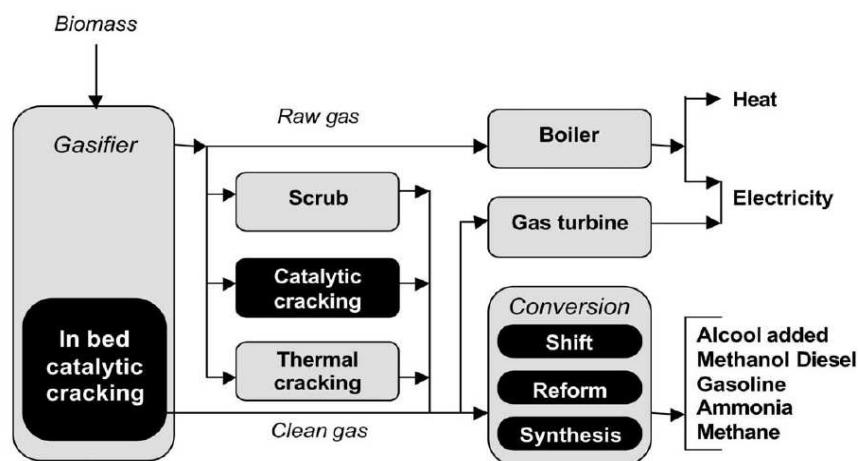 Biomass
Gasifier
Raw gas
Boiler
Heat
Scrub
Gas turbine
Electricity
Catalytic
cracking
Conversion
In bed
catalytic
cracking
Thermal
cracking
Shift
Reform
Synthesis
Alcool added
Methanol Diesel
Gasoline
Ammonia
Methane
Clean gas